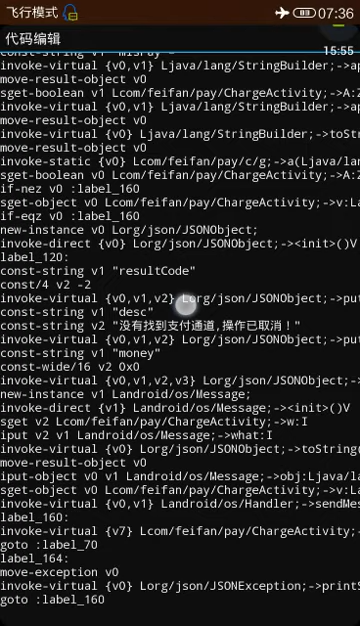 飞行模式
07:36
代码编辑
15:55
const-string v1 "misray
invoke-virtual {v0,v1} Ljava/lang/StringBuilder;->ap
move-result-object v0
sget-boolean v1 Lcom/feifan/pay/ChargeActivity;->A:Z
invoke-virtual {v0,v1} Ljava/lang/StringBuilder;->ap
move-result-object v0
invoke-virtual {v0} Ljava/lang/StringBuilder;->toStr
move-result-object v0
invoke-static {v0} Lcom/feifan/pay/c/g;->a(Ljava/lan
sget-boolean v0 Lcom/feifan/pay/ChargeActivity;->A:Z
if-nez v0 :label_160
sget-object v0 Lcom/feifan/pay/ChargeActivity;->v:La
if-eqz v0 :label_160
new-instance v0 Lorg/json/JSONObject;
invoke-direct {v0} Lorg/json/JSONObject;-><init>()V
label_120:
const-string v1 "resultCode"
const/4 v2 -2
invoke-virtual {v0,v1,v2} Lorg/json/JSONObject;->put
const-string v1 "desc"
const-string v2 "没有找到支付通道,操作已取消！"
invoke-virtual {v0,v1,v2} Lorg/json/JSONObject;->put
const-string v1 "money"
const-wide/16 v2 0x0
invoke-virtual {v0,v1,v2,v3} Lorg/json/JSONObject;->
new-instance v1 Landroid/os/Message;
invoke-direct {v1} Landroid/os/Message;-><init>()V
sget v2 Lcom/feifan/pay/ChargeActivity;->w:I
iput v2 v1 Landroid/os/Message;->what:I
invoke-virtual {v0} Lorg/json/JSONObject;->toString(
move-result-object v0
iput-object v0 v1 Landroid/os/Message;->obj:Ljava/la
sget-object v0 Lcom/feifan/pay/ChargeActivity;->v:La
invoke-virtual {v0,v1} Landroid/os/Handler;->sendMes
label_160:
invoke-virtual {v7} Lcom/feifan/pay/ChargeActivity;-
goto :label_70
label_164:
move-exception v0
invoke-virtual {v0} Lorg/json/JSONException;->printS
goto :label_160